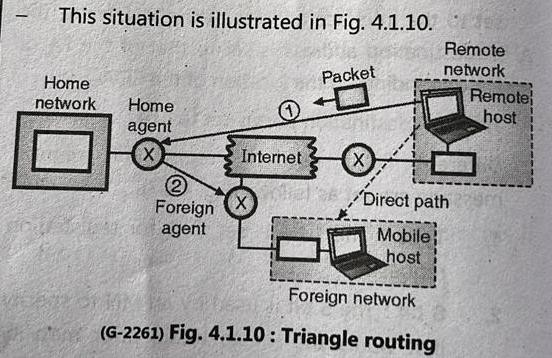 – This situation is illustrated in Fig. 4.1.10.
Remote
network
Packet
Home
network
Home
agent
1
Remote
host
X
Internet
X
2
Foreign
agent
X
Direct path
Mobile
host
Foreign network
(G-2261) Fig. 4.1.10 : Triangle routing